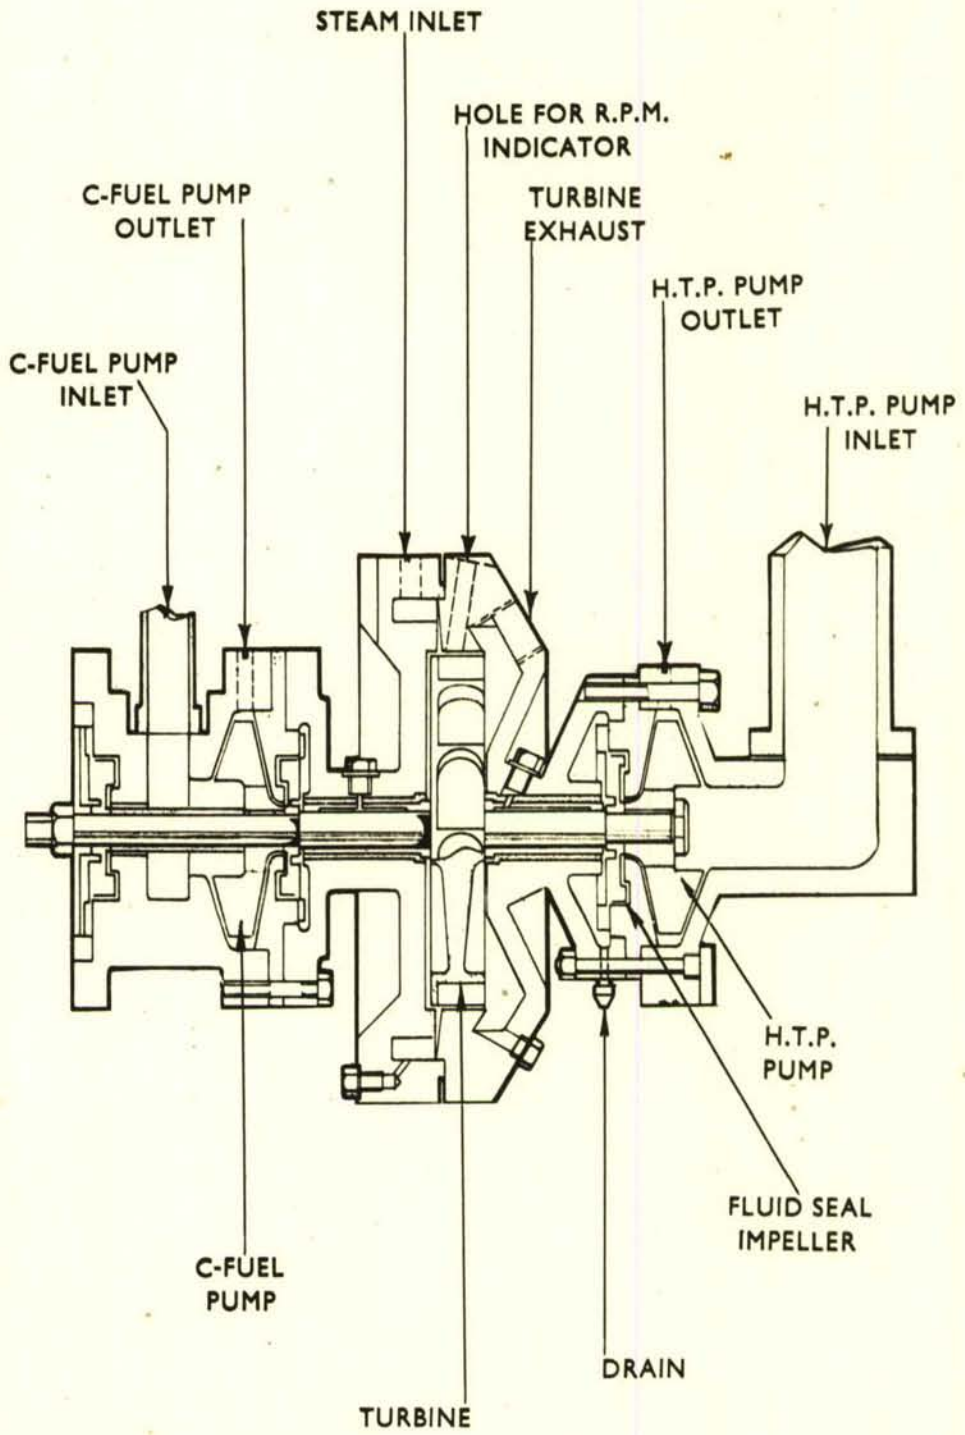 STEAM INLET
HOLE FOR R.P.M.
INDICATOR
C-FUEL PUMP
OUTLET
TURBINE
EXHAUST
H.T.P. PUMP
OUTLET
C-FUEL PUMP
INLET
H.T.P. PUMP
INLET
H.T.P.
PUMP
FLUID SEAL
IMPELLER
C-FUEL
PUMP
DRAIN
TURBINE